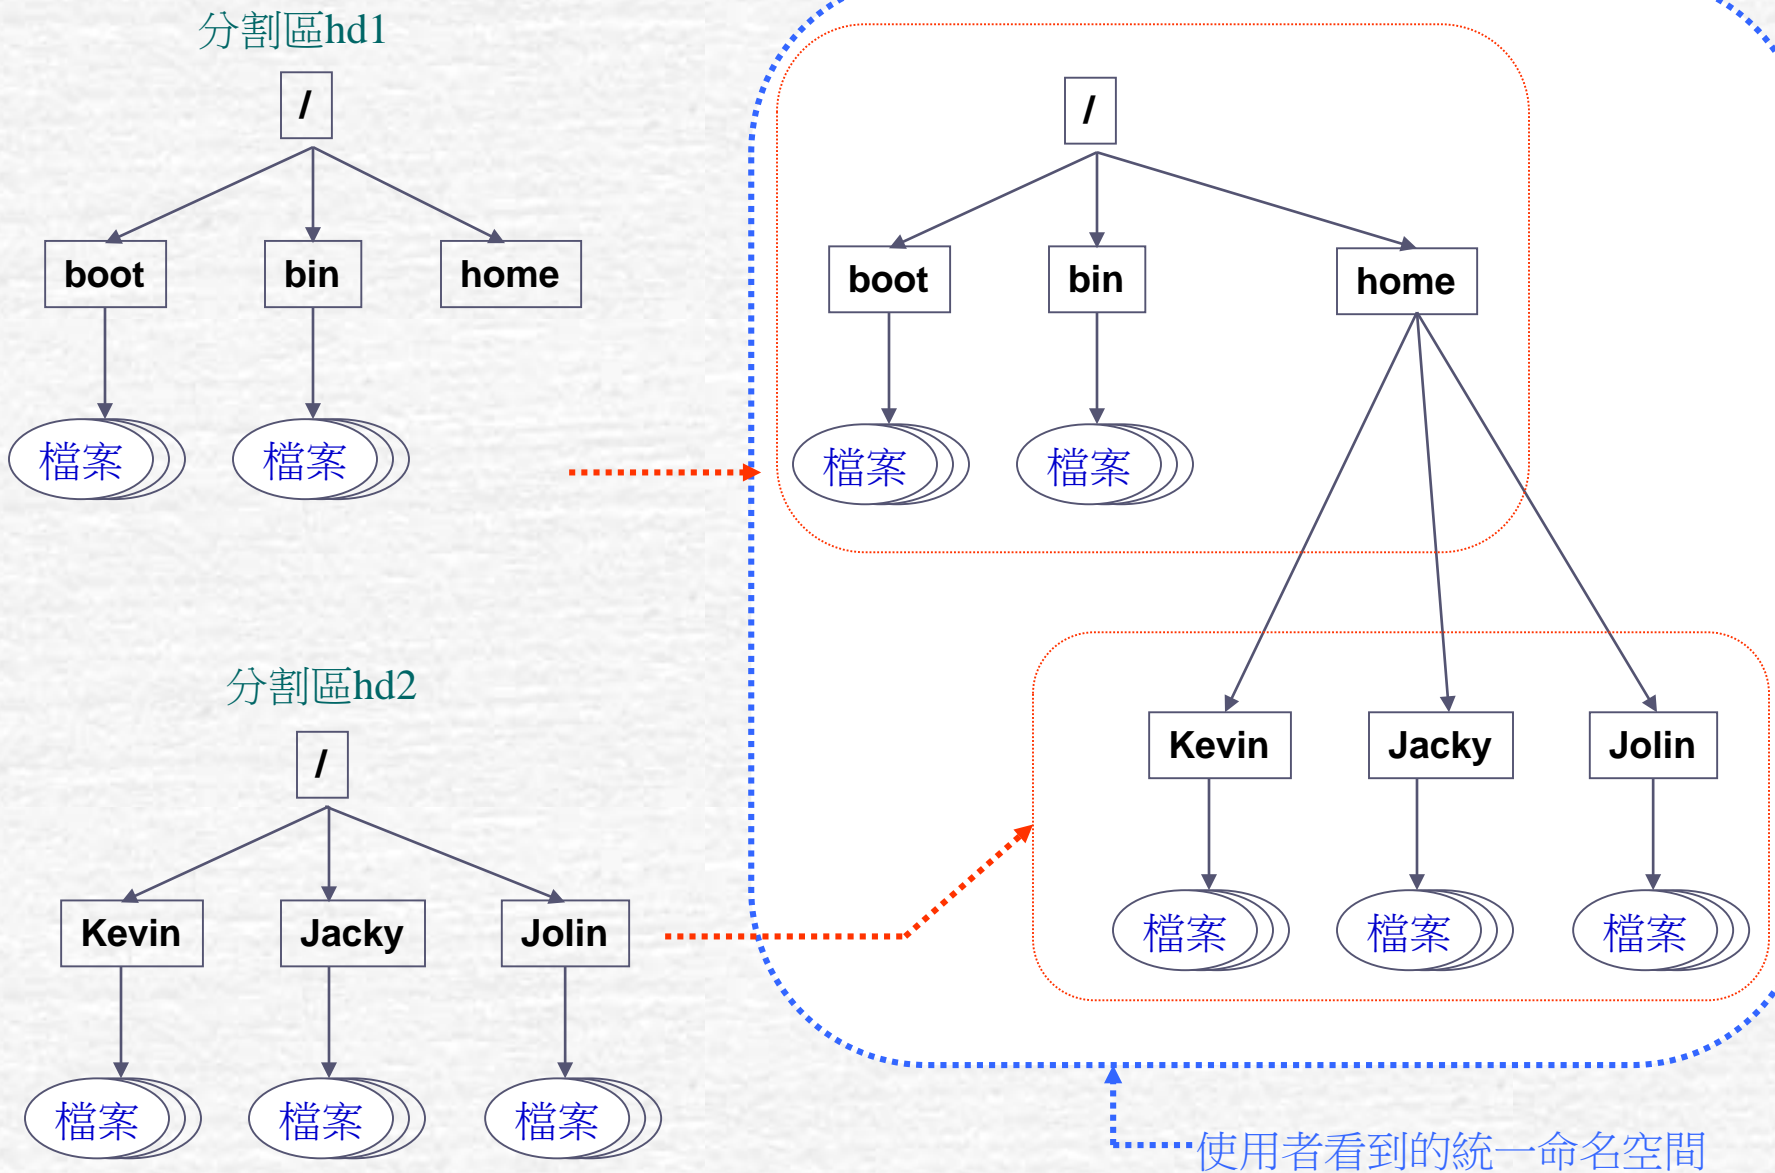 分割區hd1
/
boot
bin
home
檔案
檔案
分割區hd2
/
Kevin
Jacky
Jolin
檔案
檔案
檔案
/
boot
bin
home
檔案
檔案
Kevin
Jacky
Jolin
檔案
檔案
檔案
使用者看到的統一命名空間